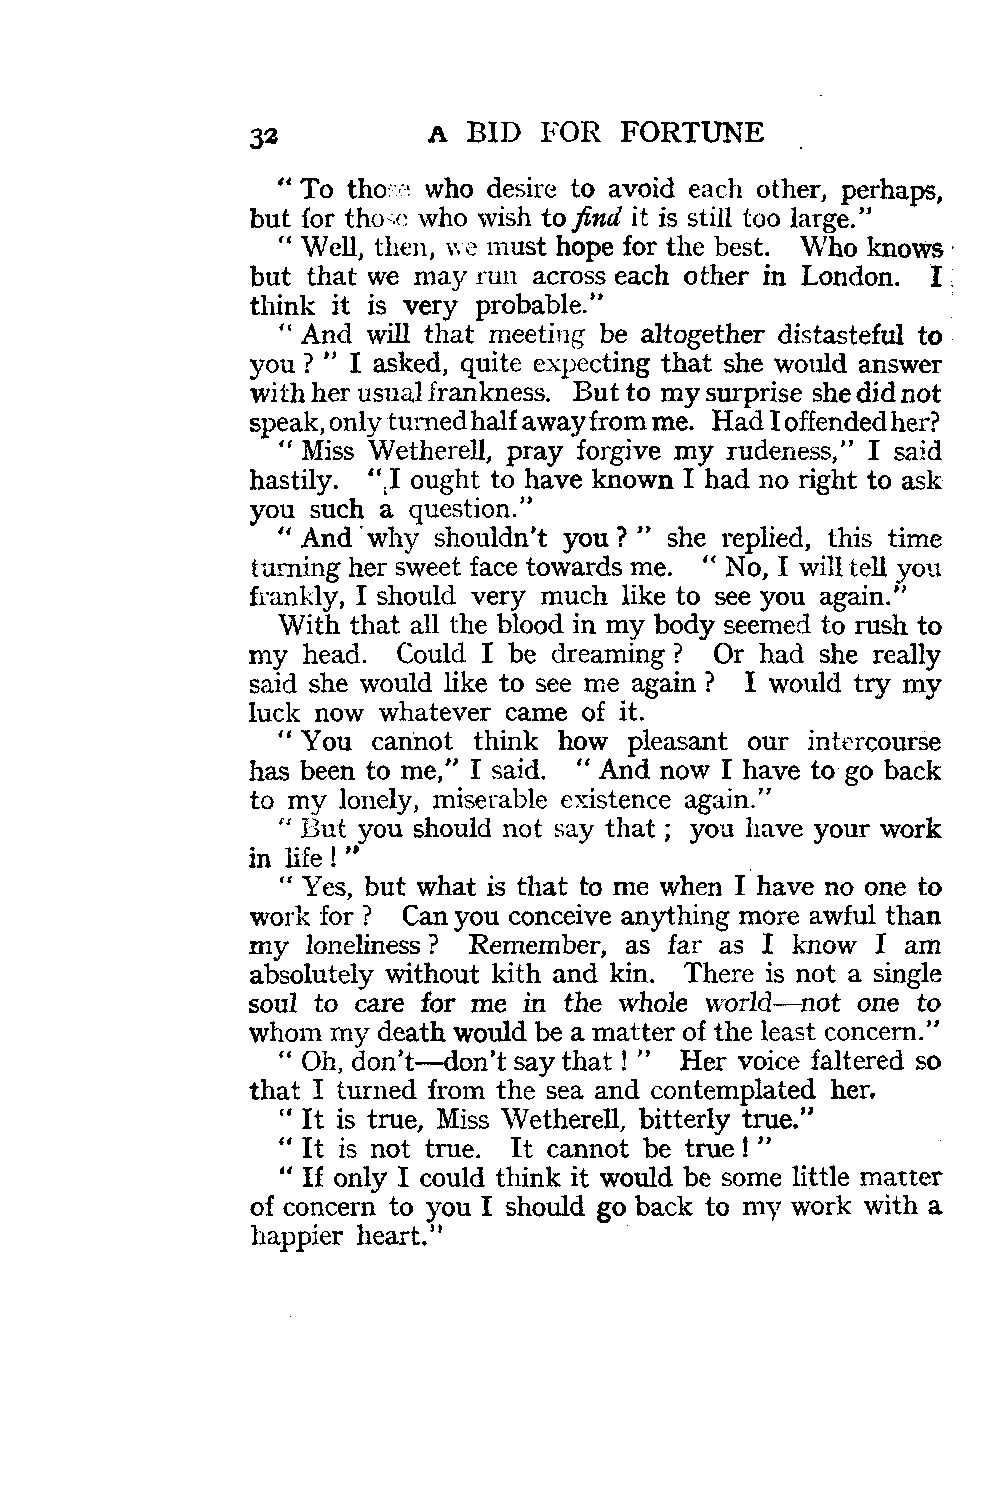 32 A BID FOR FORTUNE
“ To those who desire to avoid each other, perhaps,
but for those who wish to find it is still too large.”
“ Well, then, we must hope for the best. Who knows
but that we may run across each other in London. I
think it is very probable.”
“ And will that meeting be altogether distasteful to
you ? ” I asked, quite expecting that she would answer
with her usual frankness. But to my surprise she did not
speak, only turned half away from me. Had I offended her?
“ Miss Wetherell, pray forgive my rudeness,” I said
hastily. “ I ought to have known I had no right to ask
you such a question.”
“ And why shouldn't you ? ” she replied, this time
turning her sweet face towards me. “ No, I will tell you
frankly, I should very much like to see you again.”
With that all the blood in my body seemed to rush to
my head. Could I be dreaming ? Or had she really
said she would like to see me again ? I would try my
luck now whatever came of it.
“ You cannot think how pleasant our intercourse
has been to me,” I said. “ And now I have to go back
to my lonely, miserable existence again.”
“ But you should not say that ; you have your work
in life ! ”
“ Yes, but what is that to me when I have no one to
work for ? Can you conceive anything more awful than
my loneliness ? Remember, as far as I know I am
absolutely without kith and kin. There is not a single
soul to care for me in the whole world—not one to
whom my death would be a matter of the least concern.”
“ Oh, don't—don't say that ! ” Her voice faltered so
that I turned from the sea and contemplated her.
“ It is true, Miss Wetherell, bitterly true.”
“ It is not true. It cannot be true ! ”
“ If only I could think it would be some little matter
of concern to you I should go back to my work with a
happier heart.”